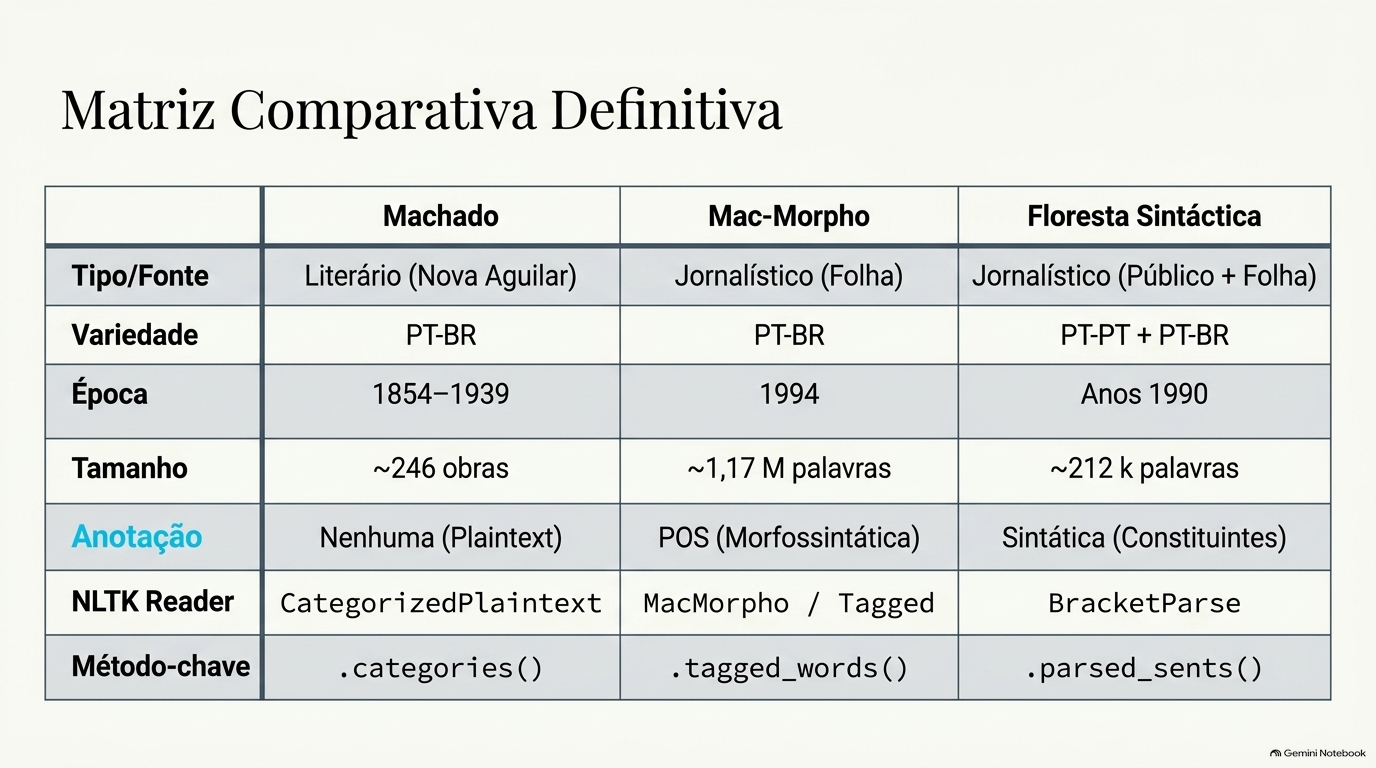 Matriz Comparativa Definitiva
Machado Mac-Morpho Floresta Sintáctica
Tipo/Fonte Literário (Nova Aguilar) Jornalístico (Folha) Jornalístico (Público + Folha)
Variedade PT-BR PT-BR PT-PT + PT-BR
Época 1854–1939 1994 Anos 1990
Tamanho ~246 obras ~1,17 M palavras ~212 k palavras
Anotação Nenhuma (Plaintext) POS (Morfossintática) Sintática (Constituintes)
NLTK Reader CategorizedPlaintext MacMorpho / Tagged BracketParse
Método-chave .categories() .tagged_words() .parsed_sents()
Gemini Notebook